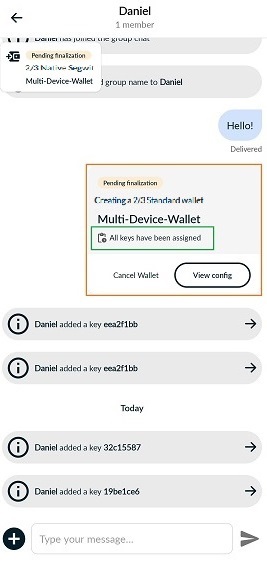 Daniel
1 member
Daniel has joined the group chat
Pending finalization
2/3 Native Segwit
Multi-Device-Wallet
d group name to Daniel
Hello!
Delivered
Pending finalization
Creating a 2/3 Standard wallet
Multi-Device-Wallet
All keys have been assigned
Cancel Wallet
View config
Daniel added a key eea2f1bb
Daniel added a key eea2f1bb
Today
Daniel added a key 32c15587
Daniel added a key 19be1ce6
Type your message...